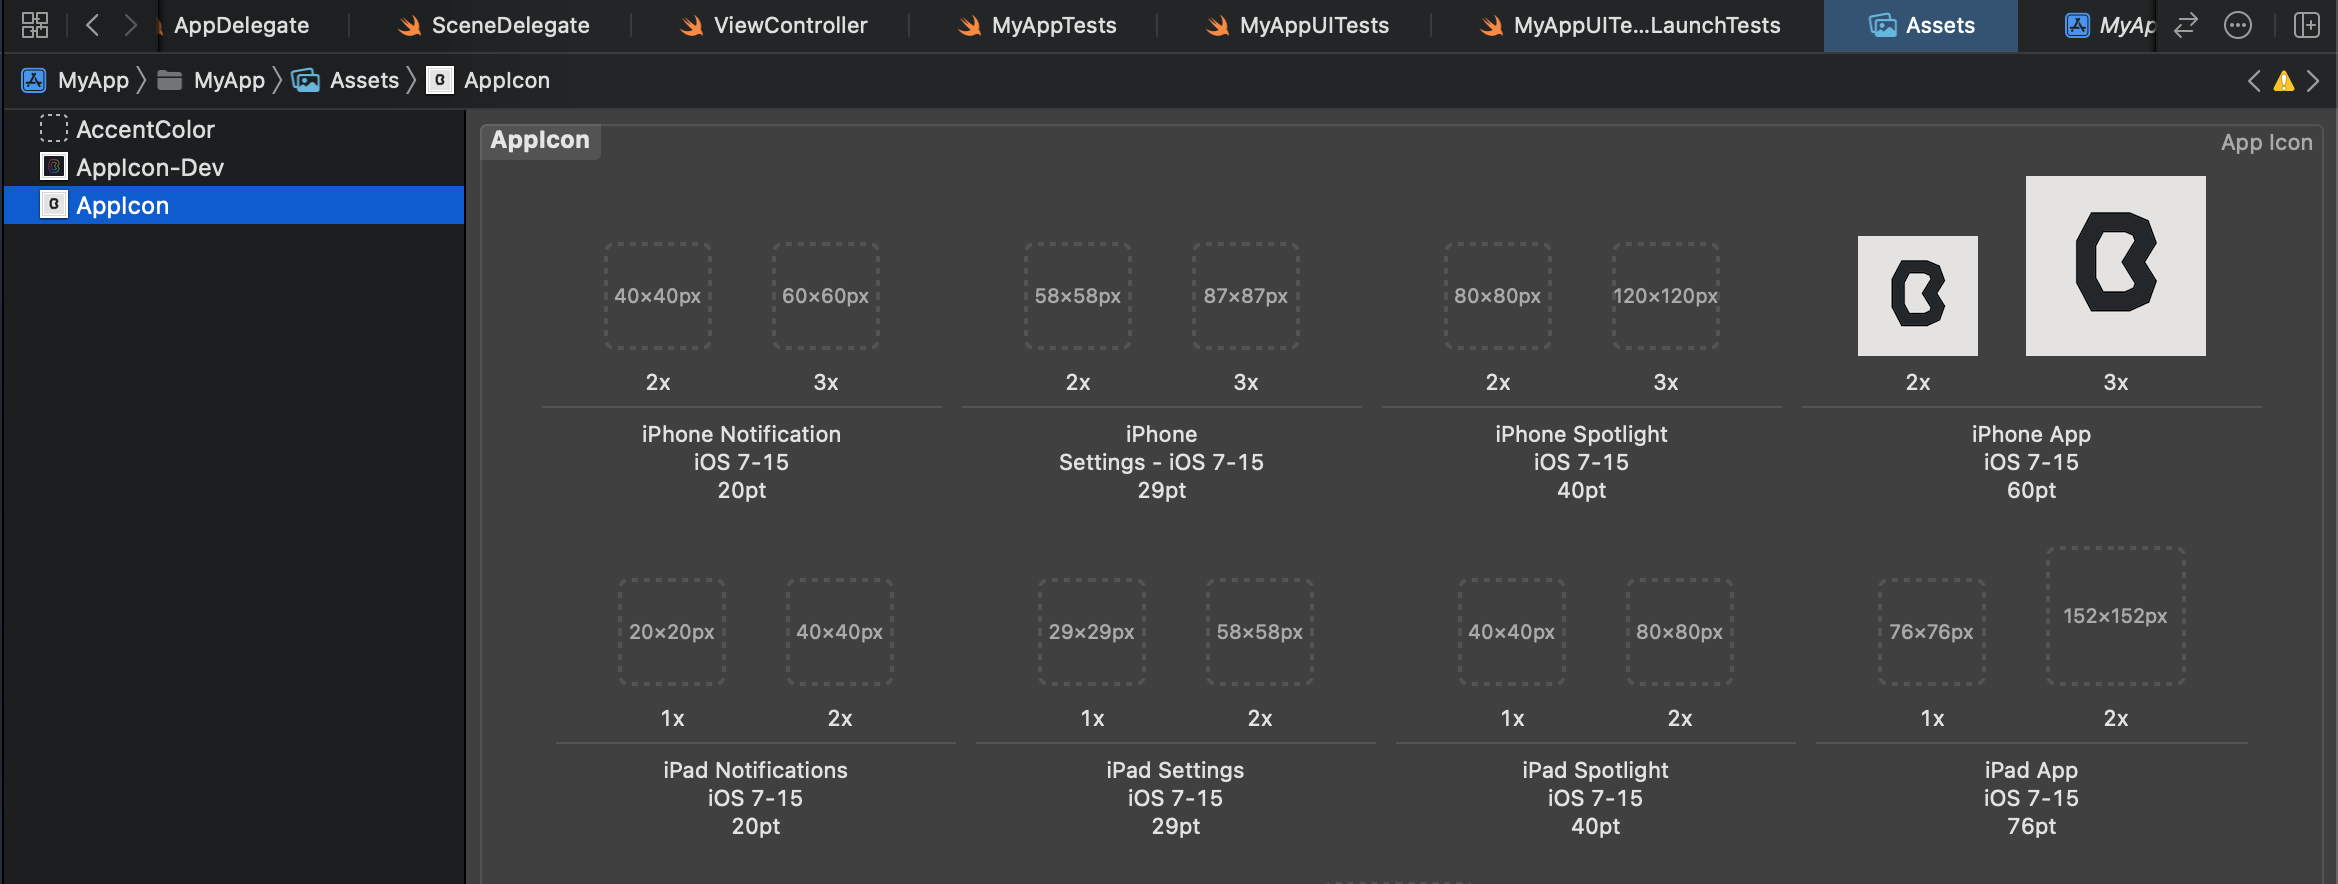 AppDelegate SceneDelegate ViewController MyAppTests MyAppUITests MyAppUITe...LaunchTests Assets MyAp
MyApp MyApp Assets AppIcon
AccentColor
AppIcon-Dev
AppIcon
AppIcon App Icon
40×40px 60×60px 58×58px 87×87px 80×80px 120×120px
2x 3x 2x 3x 2x 3x 2x 3x
iPhone Notification
iOS 7-15
20pt
iPhone
Settings - iOS 7-15
29pt
iPhone Spotlight
iOS 7-15
40pt
iPhone App
iOS 7-15
60pt
20×20px 40×40px 29×29px 58×58px 40×40px 80×80px 76×76px 152×152px
1x 2x 1x 2x 1x 2x 1x 2x
iPad Notifications
iOS 7-15
20pt
iPad Settings
iOS 7-15
29pt
iPad Spotlight
iOS 7-15
40pt
iPad App
iOS 7-15
76pt